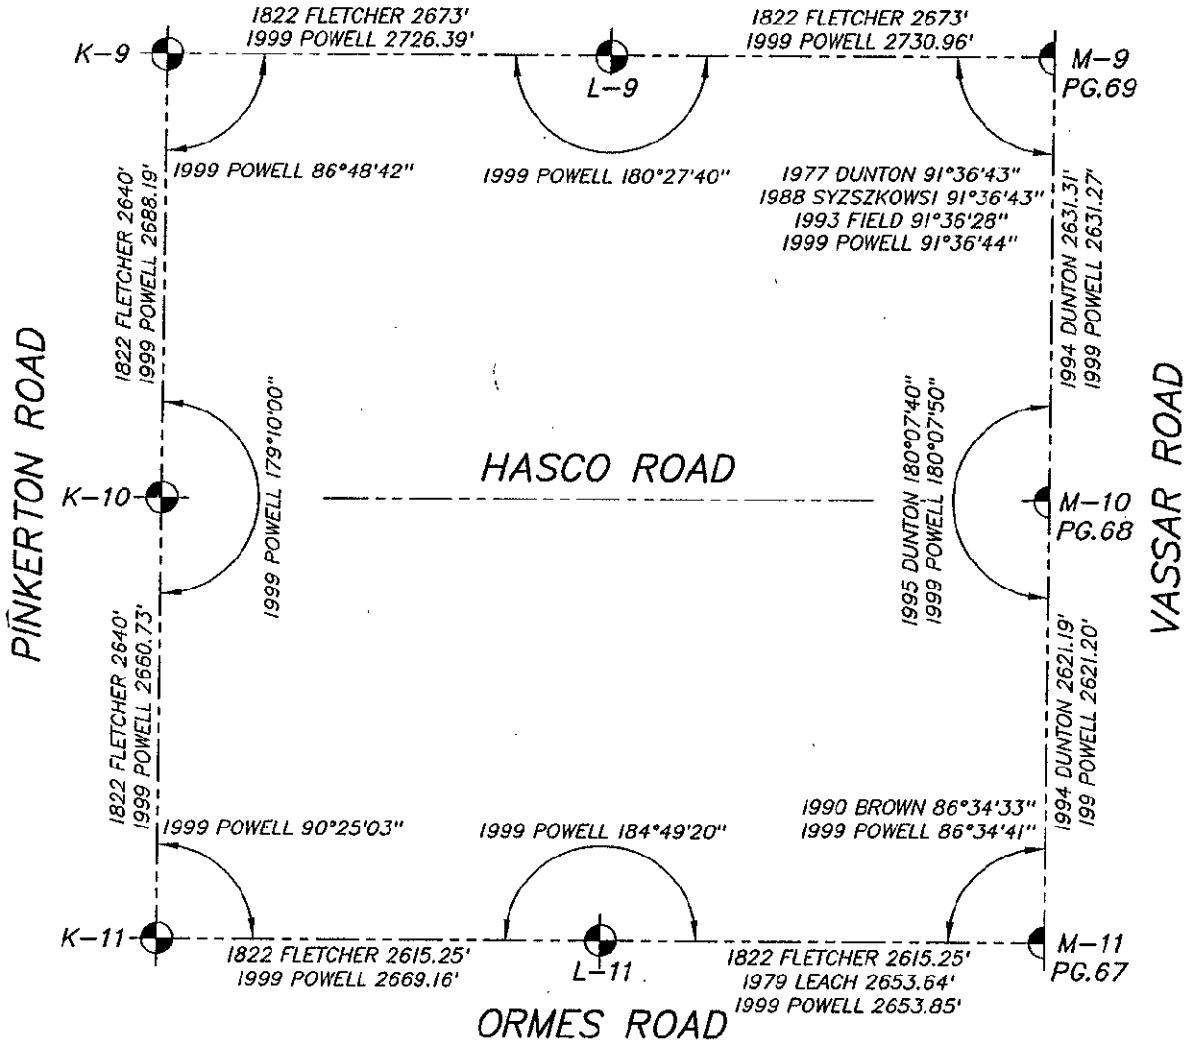 1822 FLETCHER 2673'
1999 POWELL 2726.39'
1822 FLETCHER 2673'
1999 POWELL 2730.96'
K-9
L-9
M-9
PG.69
1999 POWELL 86°48'42"
1999 POWELL 180°27'40"
1977 DUNTON 91°36'43"
1988 SYZSZKOWSI 91°36'43"
1993 FIELD 91°36'28"
1999 POWELL 91°36'44"
1822 FLETCHER 2640'
1999 POWELL 2688.19'
1994 DUNTON 2631.31'
1999 POWELL 2631.27'
PINKERTON ROAD
K-10
1999 POWELL 179°10'00"
HASCO ROAD
1995 DUNTON 180°07'40"
1999 POWELL 180°07'50"
M-10
PG.68
VASSAR ROAD
1822 FLETCHER 2640'
1999 POWELL 2660.73'
1994 DUNTON 2621.19'
199 POWELL 2621.20'
1999 POWELL 90°25'03"
1999 POWELL 184°49'20"
1990 BROWN 86°34'33"
1999 POWELL 86°34'41"
K-11
L-11
M-11
PG.67
1822 FLETCHER 2615.25'
1999 POWELL 2669.16'
1822 FLETCHER 2615.25'
1979 LEACH 2653.64'
1999 POWELL 2653.85'
ORMES ROAD